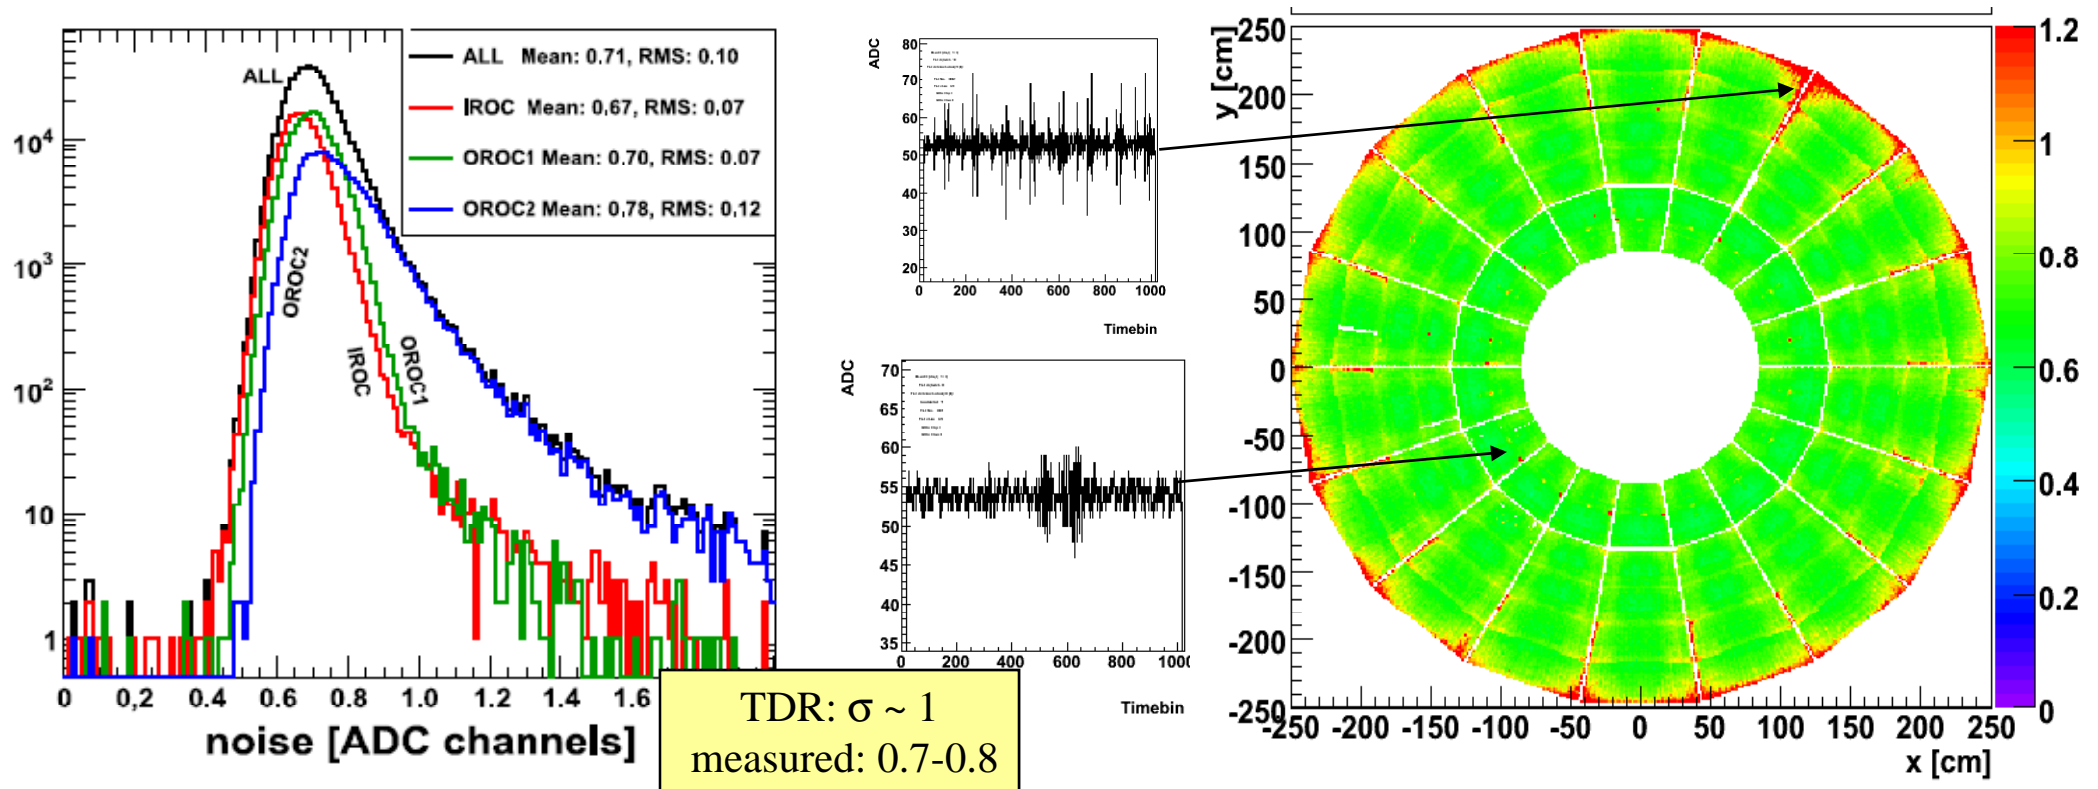 ALL Mean: 0.71, RMS: 0.10
IROC Mean: 0,67, RMS: 0,07
OROC1 Mean: 0.70, RMS: 0.07
OROC2 Mean: 0,78, RMS: 0,12
ALL
OROC2
IROC
OROC1
10⁴
10³
10²
10
1
0 0,2 0.4 0.6 0.8 1.0 1.2 1.4 1.6
noise [ADC channels]
TDR: σ ~ 1
measured: 0.7-0.8
ADC
80
70
60
50
40
30
20
0 200 400 600 800 1000
Timebin
ADC
70
65
60
55
50
45
40
35
0 200 400 600 800 1000
Timebin
y [cm]
250
200
150
100
50
0
-50
-100
-150
-200
-250
-250 -200 -150 -100 -50 0 50 100 150 200 250
x [cm]
1.2
1
0.8
0.6
0.4
0.2
0